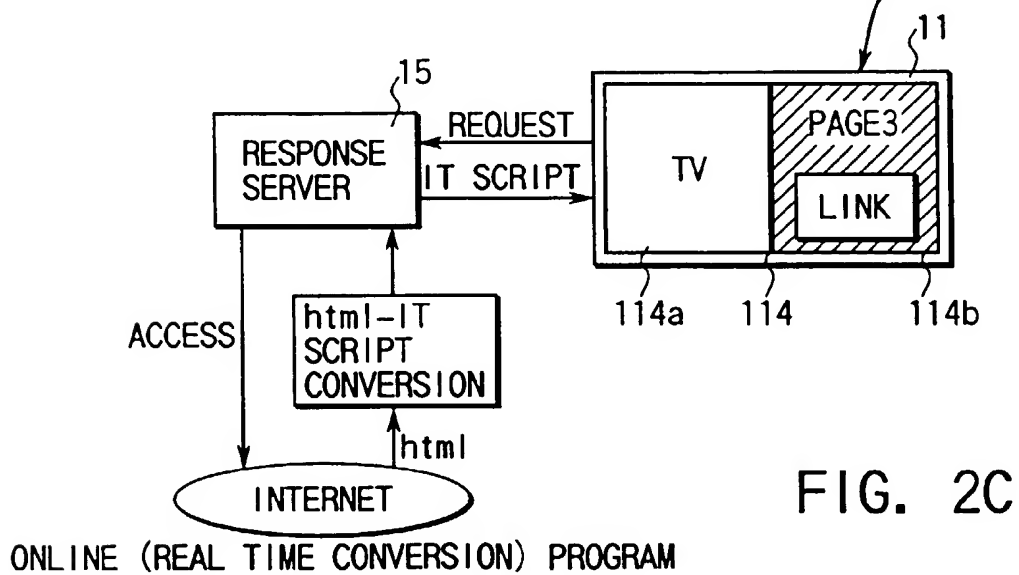 11
15
REQUEST
RESPONSE
SERVER
IT SCRIPT
TV
PAGE3
LINK
114a
114
114b
ACCESS
html-IT
SCRIPT
CONVERSION
html
INTERNET
FIG. 2C
ONLINE (REAL TIME CONVERSION) PROGRAM